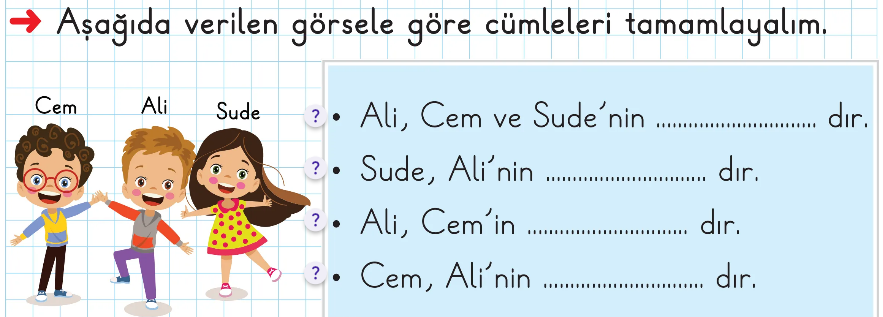 Aşağıda verilen görsele göre cümleleri tamamlayalım.
Cem
Ali
Sude
? • Ali, Cem ve Sude'nin .............................. dır.
? • Sude, Ali'nin .............................. dır.
? • Ali, Cem'in .............................. dır.
? • Cem, Ali'nin .............................. dır.